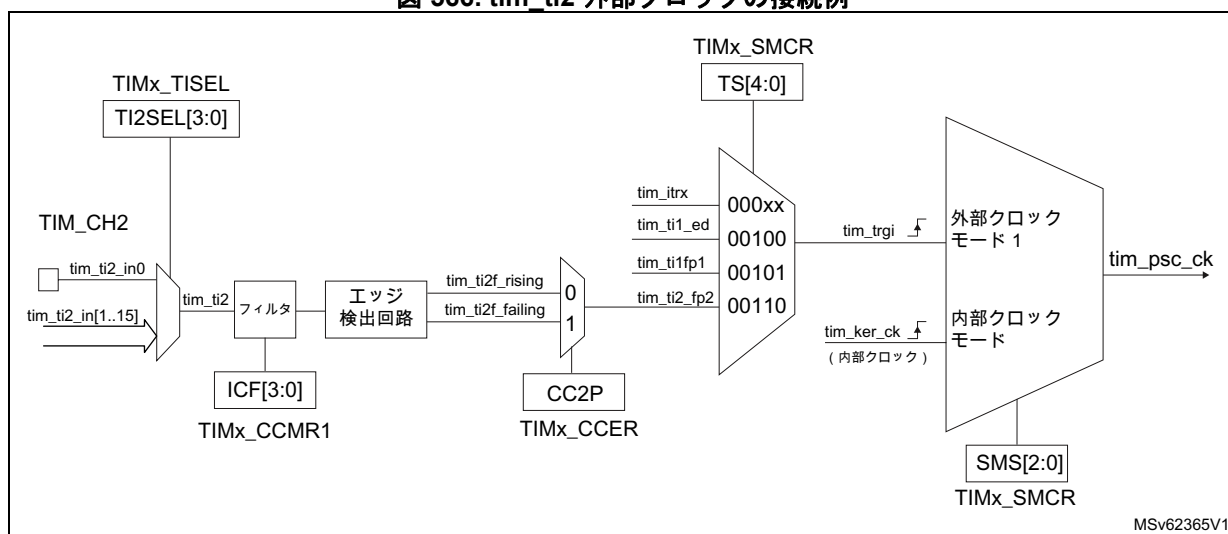 TIMx_TISEL
TI2SEL[3:0]
TIM_CH2
tim_ti2_in0
tim_ti2_in[1..15]
tim_ti2
フィルタ
ICF[3:0]
TIMx_CCMR1
エッジ
検出回路
tim_ti2f_rising
tim_ti2f_failing
0
1
CC2P
TIMx_CCER
TIMx_SMCR
TS[4:0]
tim_itrx
000xx
tim_ti1_ed
00100
tim_ti1fp1
00101
tim_ti2_fp2
00110
tim_trgi
外部クロック
モード 1
tim_ker_ck
(内部クロック)
内部クロック
モード
tim_psc_ck
SMS[2:0]
TIMx_SMCR
MSv62365V1